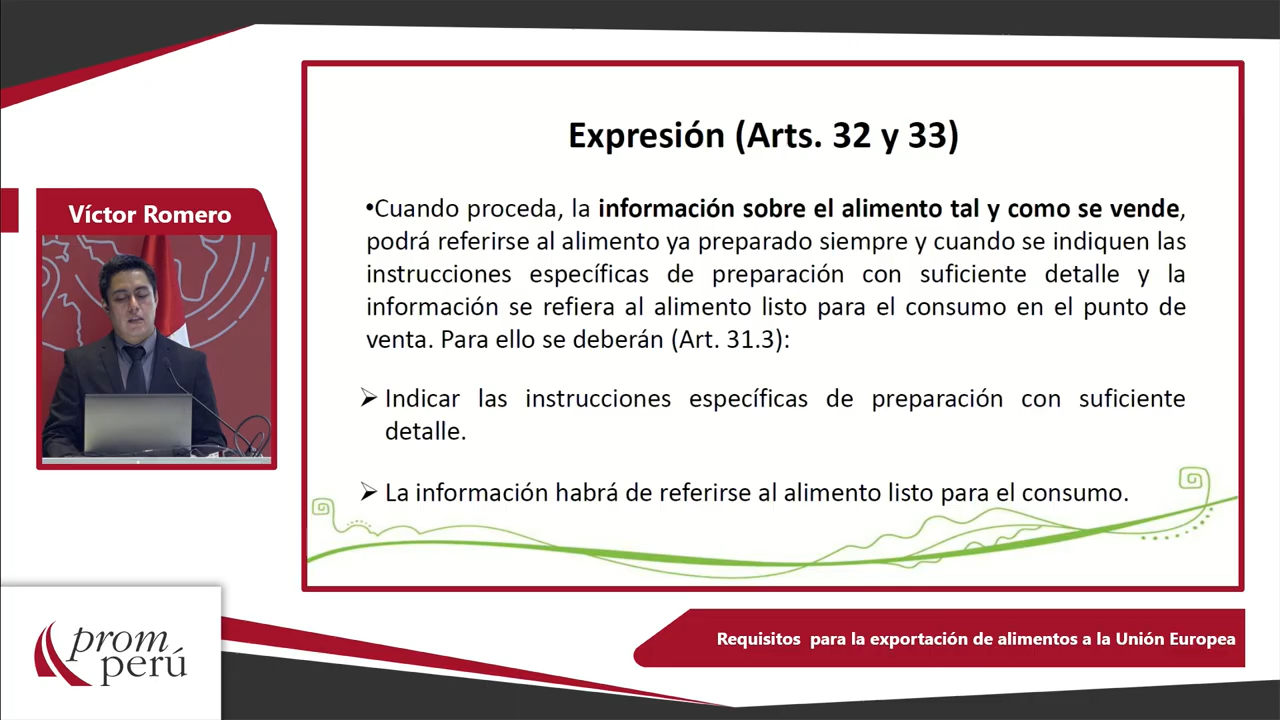 Expresión (Arts. 32 y 33)
Víctor Romero
•Cuando proceda, la información sobre el alimento tal y como se vende,
podrá referirse al alimento ya preparado siempre y cuando se indiquen las
instrucciones específicas de preparación con suficiente detalle y la
información se refiera al alimento listo para el consumo en el punto de
venta. Para ello se deberán (Art. 31.3):
➢ Indicar las instrucciones específicas de preparación con suficiente
detalle.
➢ La información habrá de referirse al alimento listo para el consumo.
prom
perú
Requisitos para la exportación de alimentos a la Unión Europea